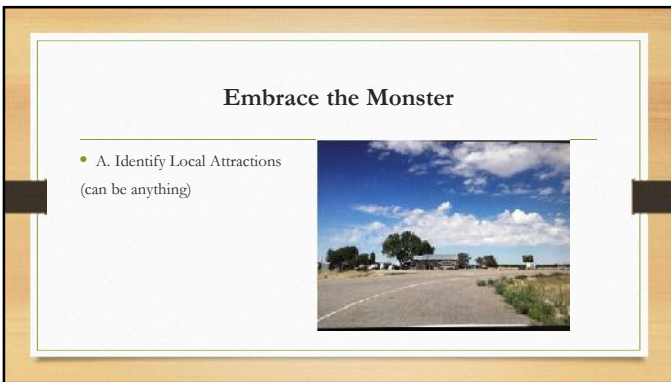 Embrace the Monster
• A. Identify Local Attractions
(can be anything)